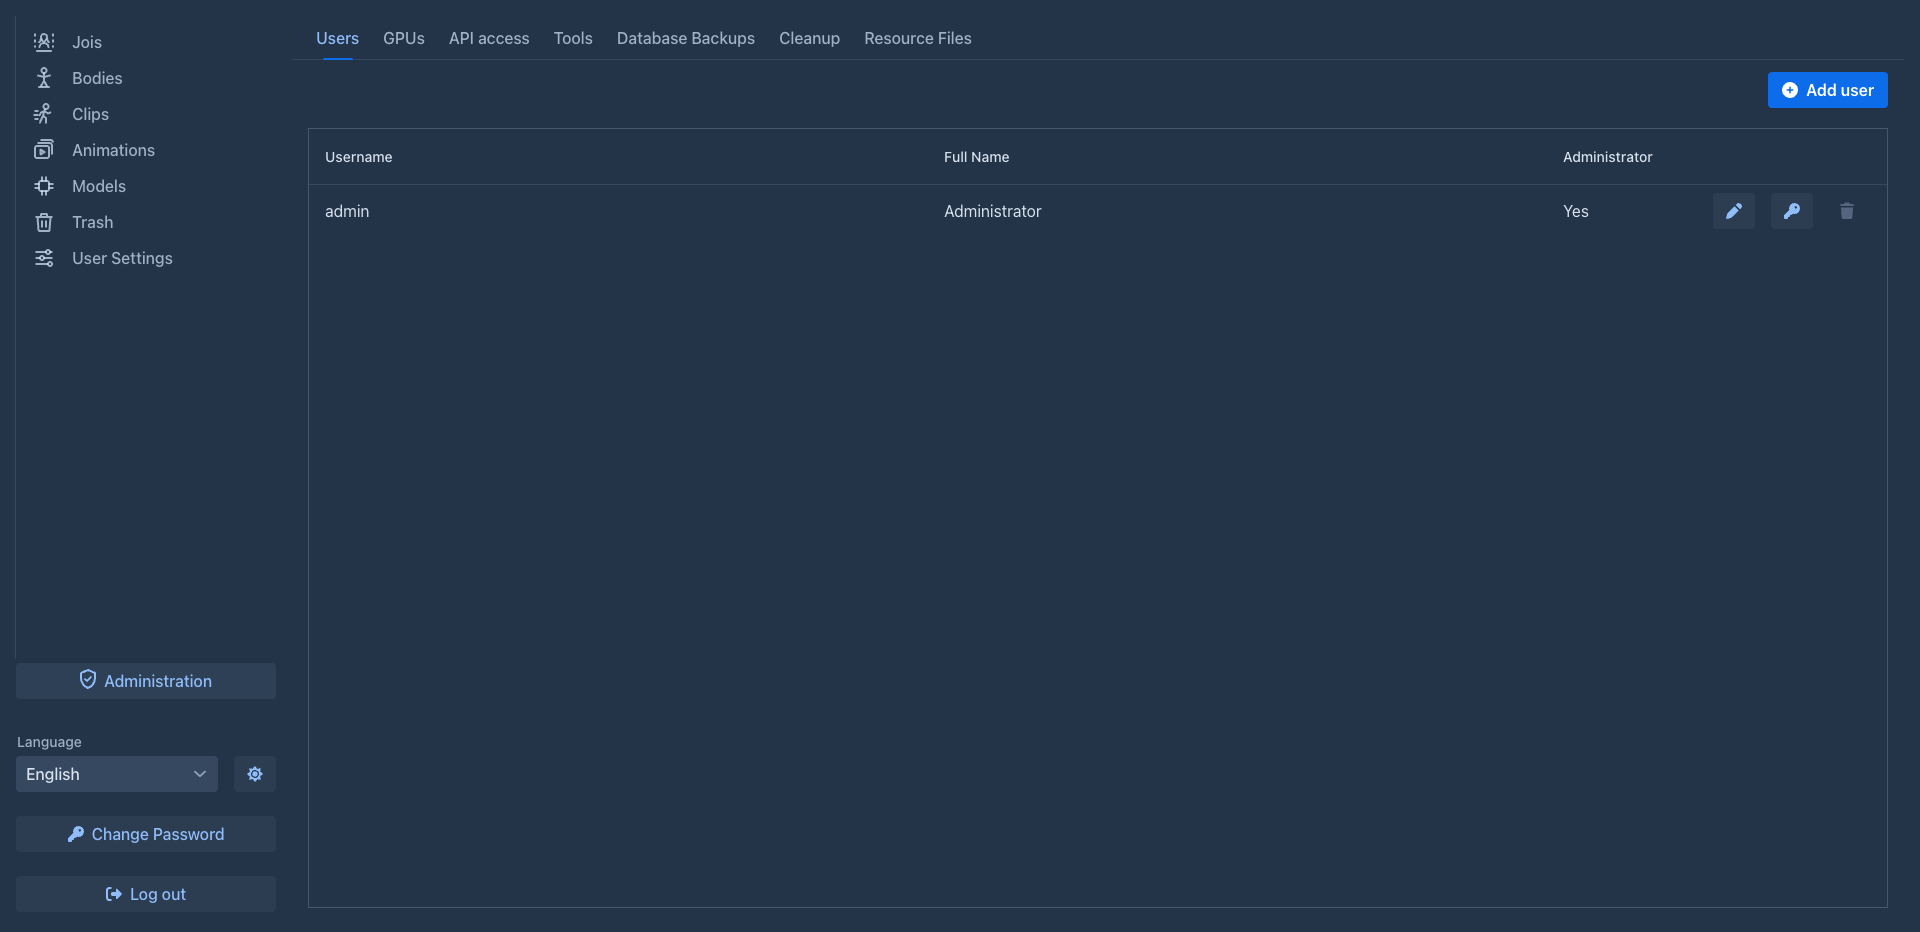 Jois
Bodies
Clips
Animations
Models
Trash
User Settings
Administration
Language
English
Change Password
Log out
Users GPUs API access Tools Database Backups Cleanup Resource Files
Add user
Username Full Name Administrator
admin Administrator Yes